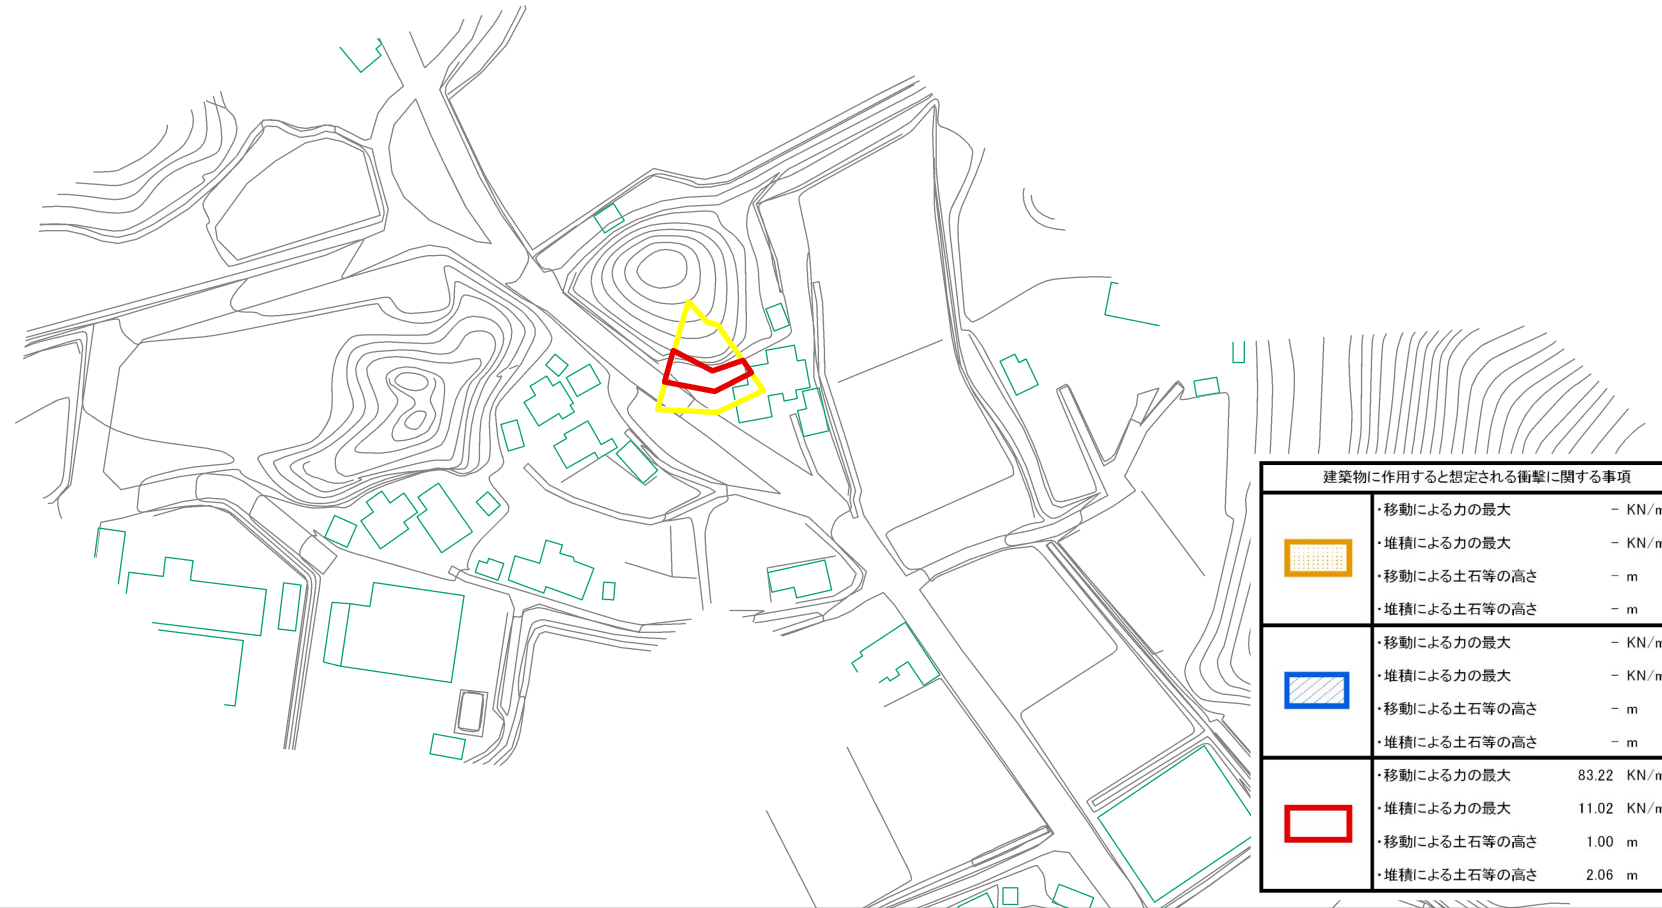 建築物に作用すると想定される衝撃に関する事項
・移動による力の最大 － KN/m
・堆積による力の最大 － KN/m
・移動による土石等の高さ － m
・堆積による土石等の高さ － m
・移動による力の最大 － KN/m
・堆積による力の最大 － KN/m
・移動による土石等の高さ － m
・堆積による土石等の高さ － m
・移動による力の最大 83.22 KN/m
・堆積による力の最大 11.02 KN/m
・移動による土石等の高さ 1.00 m
・堆積による土石等の高さ 2.06 m